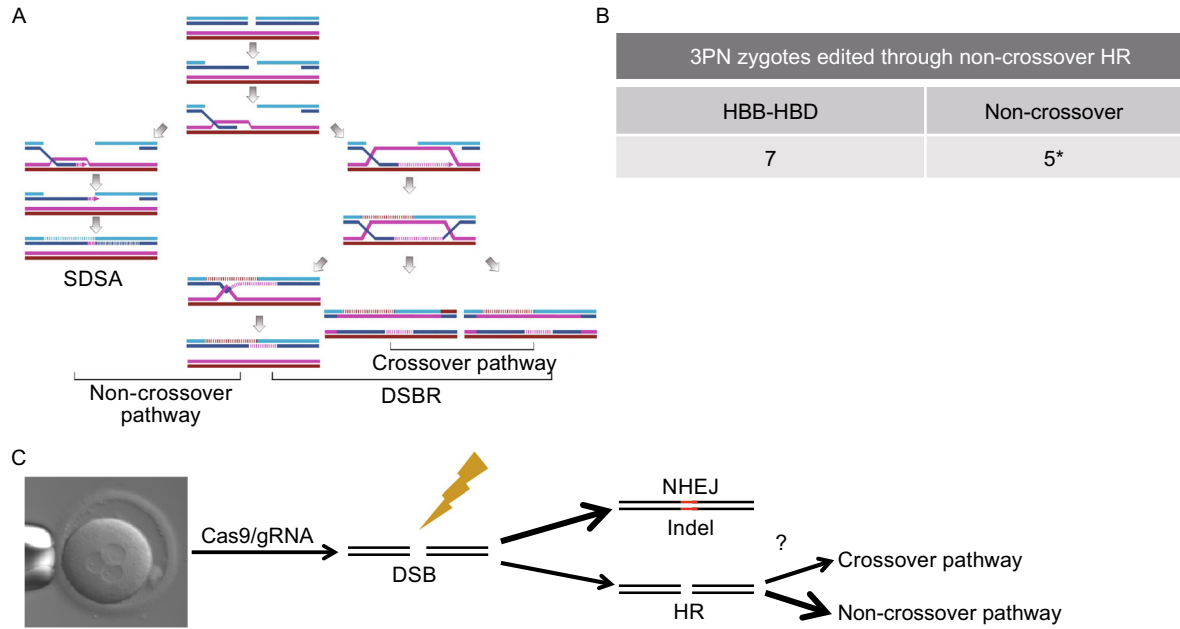 A
SDSA
Crossover pathway
Non-crossover
pathway
DSBR
B
3PN zygotes edited through non-crossover HR
HBB-HBD Non-crossover
7 5*
C
Cas9/gRNA
DSB
NHEJ
Indel
HR
?
Crossover pathway
Non-crossover pathway